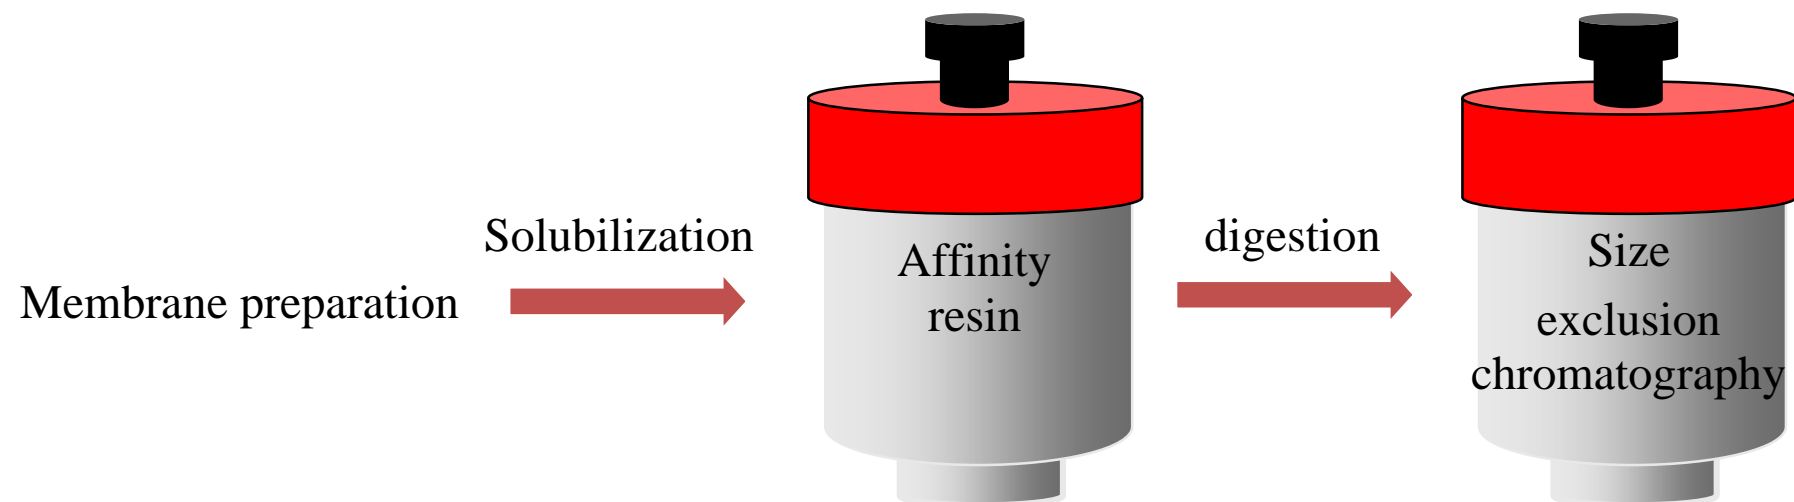 Membrane preparation
Solubilization
Affinity
resin
digestion
Size
exclusion
chromatography